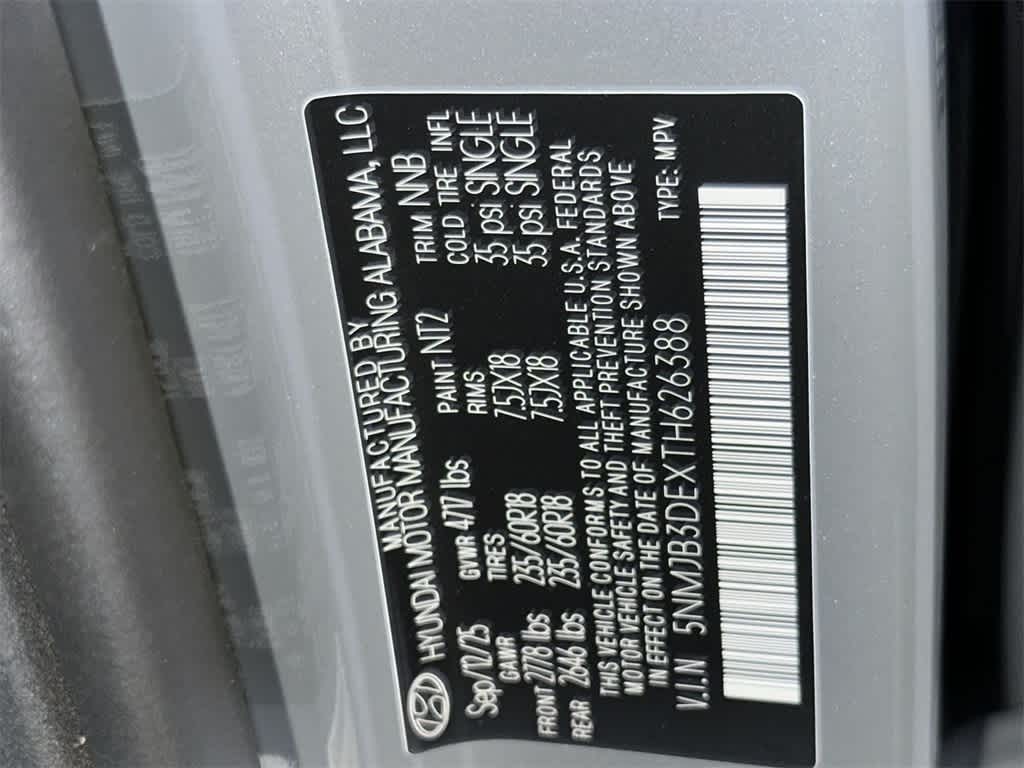 MANUFACTURED BY
HYUNDAI MOTOR MANUFACTURING ALABAMA, LLC
Sep/12/25 GVWR 4717 lbs PAINT NT2 TRIM NNB
GAWR TIRES RIMS COLD TIRE INFL
FRONT 2778 lbs 235/60R18 7.5JX18 35 psi SINGLE
REAR 2646 lbs 235/60R18 7.5JX18 35 psi SINGLE
THIS VEHICLE CONFORMS TO ALL APPLICABLE U.S.A. FEDERAL
MOTOR VEHICLE SAFETY AND THEFT PREVENTION STANDARDS
IN EFFECT ON THE DATE OF MANUFACTURE SHOWN ABOVE
V.I.N 5NMJB3DEXTH626388 TYPE: MPV